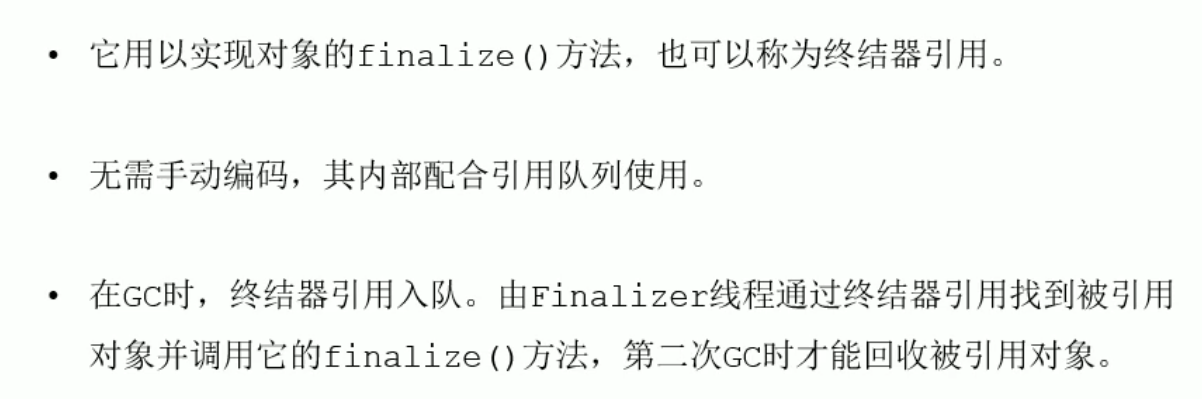 • 它用以实现对象的finalize()方法，也可以称为终结器引用。
• 无需手动编码，其内部配合引用队列使用。
• 在GC时，终结器引用入队。由Finalizer线程通过终结器引用找到被引用
对象并调用它的finalize()方法，第二次GC时才能回收被引用对象。